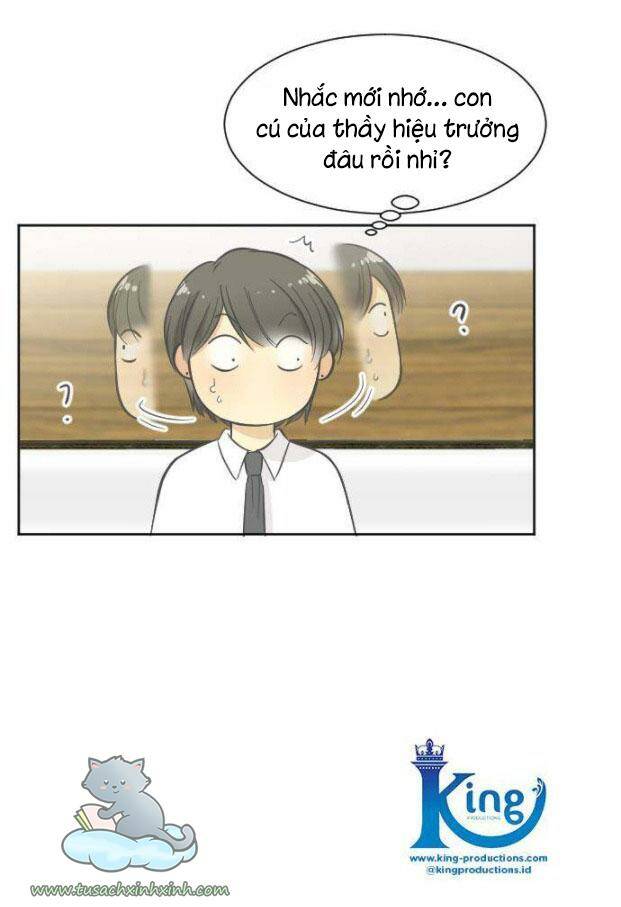 Nhắc mới nhớ... con
cú của thầy hiệu trưởng
đâu rồi nhỉ?
?
?
King
PRODUCTIONS
www.king-productions.com
@kingproductions.id
www.tusachxinhxinh.com